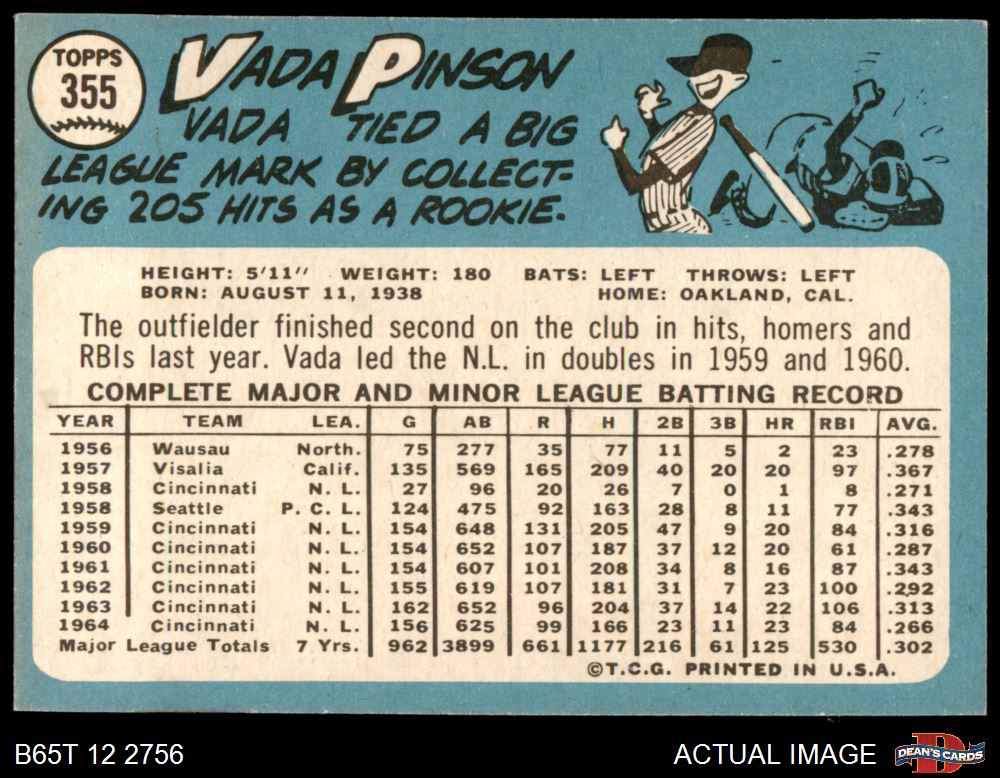 TOPPS
355
VADA PINSON
VADA TIED A BIG
LEAGUE MARK BY COLLECT-
ING 205 HITS AS A ROOKIE.
HEIGHT: 5'11" WEIGHT: 180 BATS: LEFT THROWS: LEFT
BORN: AUGUST 11, 1938 HOME: OAKLAND, CAL.
The outfielder finished second on the club in hits, homers and
RBIs last year. Vada led the N.L. in doubles in 1959 and 1960.
COMPLETE MAJOR AND MINOR LEAGUE BATTING RECORD
YEAR TEAM LEA. G AB R H 2B 3B HR RBI AVG.
1956 Wausau North. 75 277 35 77 11 5 2 23 .278
1957 Visalia Calif. 135 569 165 209 40 20 20 97 .367
1958 Cincinnati N. L. 27 96 20 26 7 0 1 8 .271
1958 Seattle P. C. L. 124 475 92 163 28 8 11 77 .343
1959 Cincinnati N. L. 154 648 131 205 47 9 20 84 .316
1960 Cincinnati N. L. 154 652 107 187 37 12 20 61 .287
1961 Cincinnati N. L. 154 607 101 208 34 8 16 87 .343
1962 Cincinnati N. L. 155 619 107 181 31 7 23 100 .292
1963 Cincinnati N. L. 162 652 96 204 37 14 22 106 .313
1964 Cincinnati N. L. 156 625 99 166 23 11 23 84 .266
Major League Totals 7 Yrs. 962 3899 661 1177 216 61 125 530 .302
©T.C.G. PRINTED IN U.S.A.
B65T 12 2756 ACTUAL IMAGE DEAN'S CARDS